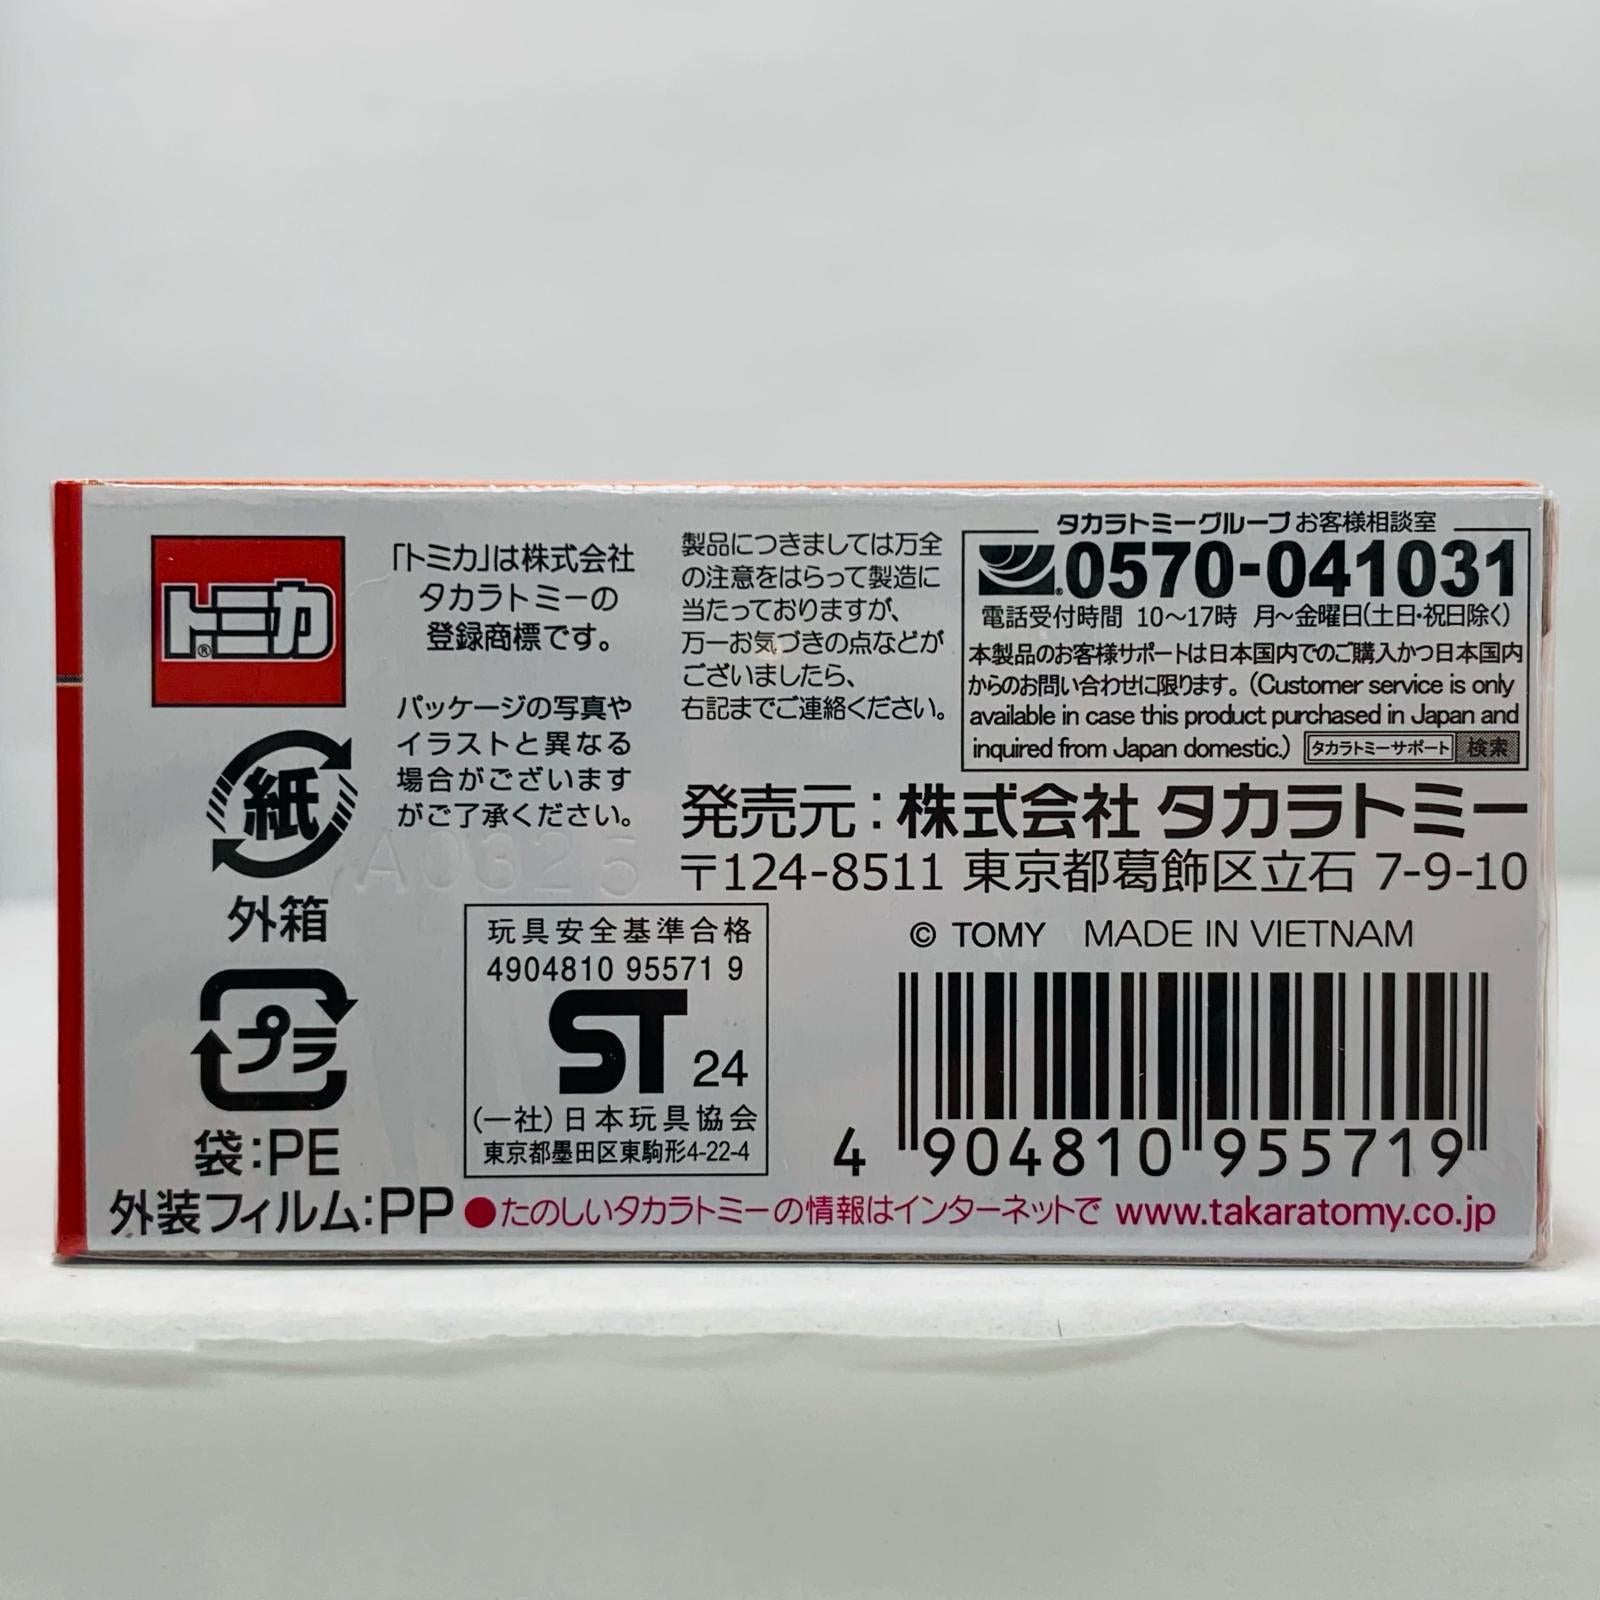 トミカ®
「トミカ」は株式会社
タカラトミーの
登録商標です。
パッケージの写真や
イラストと異なる
場合がございます
がご了承ください。
製品につきましては万全
の注意をはらって製造に
当たっておりますが、
万一お気づきの点などが
ございましたら、
右記までご連絡ください。
タカラトミーグループお客様相談室
0570-041031
電話受付時間 10〜17時 月〜金曜日(土日・祝日除く)
本製品のお客様サポートは日本国内でのご購入かつ日本国内
からのお問い合わせに限ります。(Customer service is only
available in case this product purchased in Japan and
inquired from Japan domestic.) タカラトミーサポート 検索
紙
外箱
プラ
袋:PE
外装フィルム:PP
A0325
発売元:株式会社 タカラトミー
〒124-8511 東京都葛飾区立石 7-9-10
© TOMY MADE IN VIETNAM
玩具安全基準合格
4904810 95571 9
ST 24
(一社)日本玩具協会
東京都墨田区東駒形4-22-4
4 904810 955719
●たのしいタカラトミーの情報はインターネットで www.takaratomy.co.jp